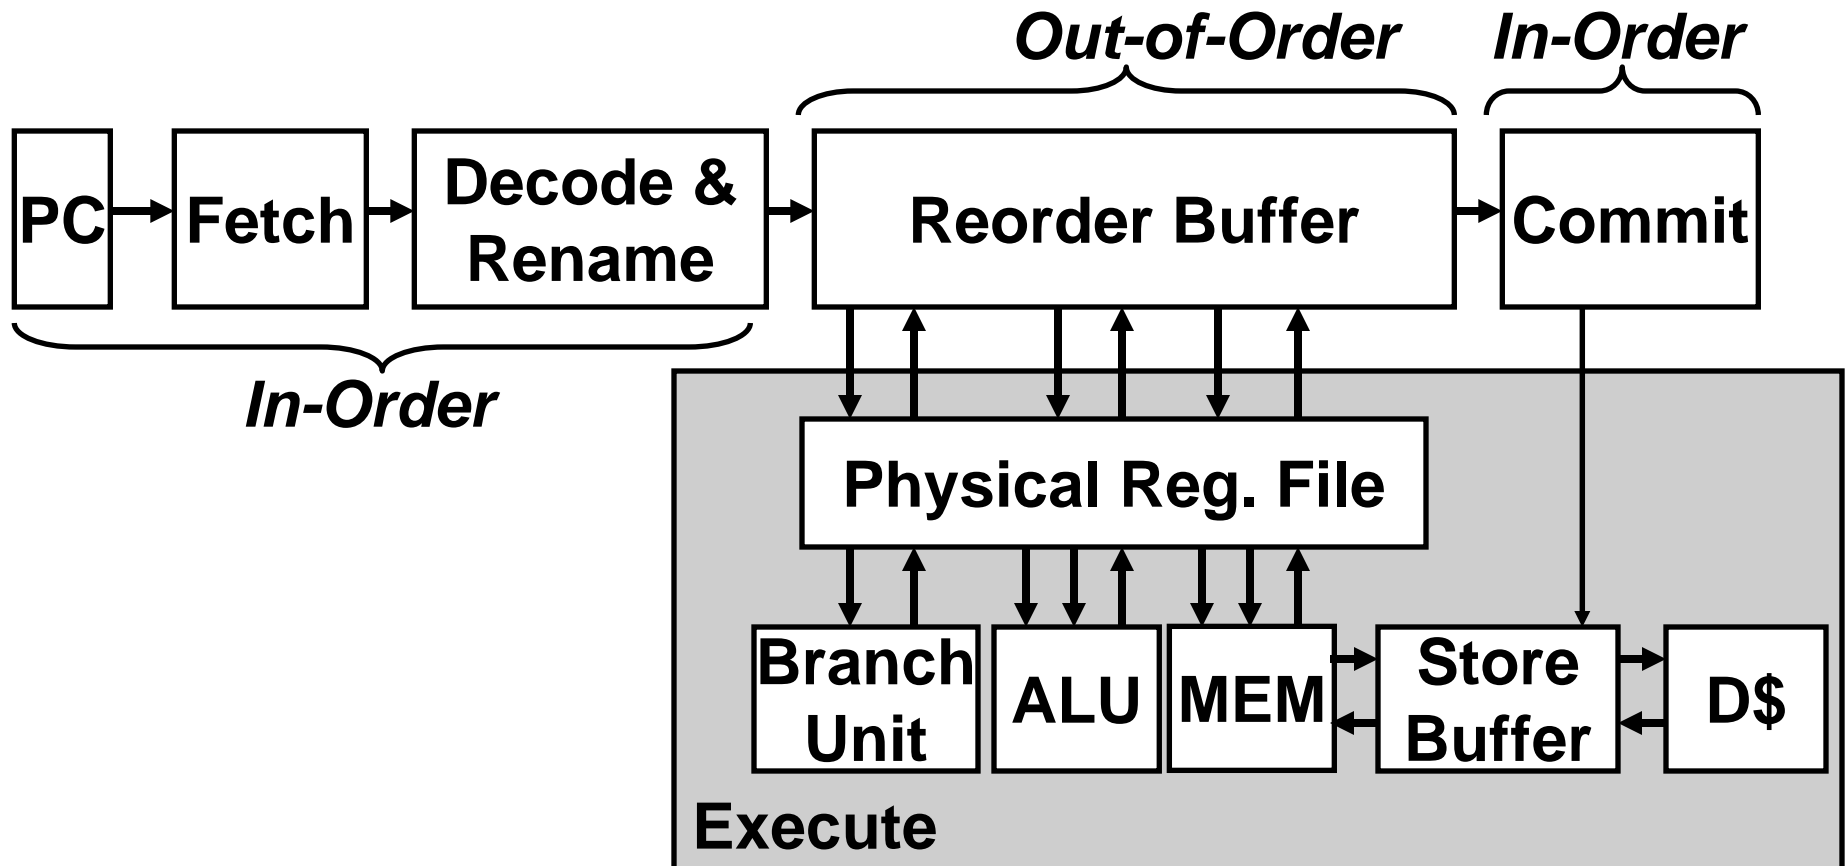 Out-of-Order
In-Order
PC
Fetch
Decode &
Rename
Reorder Buffer
Commit
In-Order
Physical Reg. File
Branch
Unit
ALU
MEM
Store
Buffer
D$
Execute